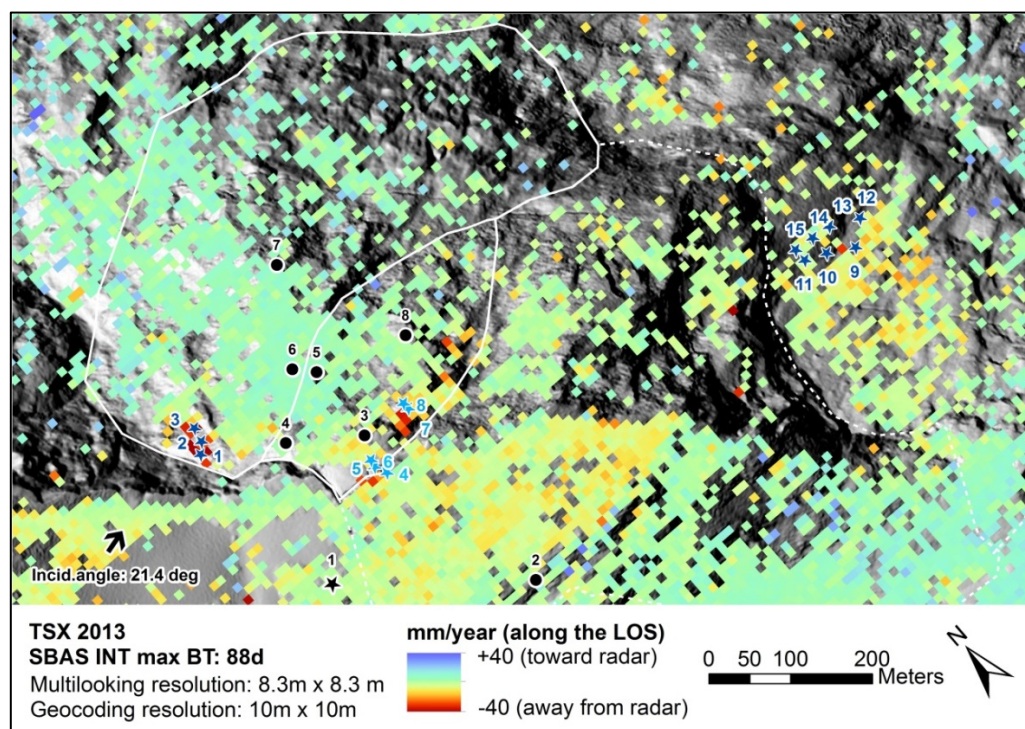 12
13
14
15
10
9
11
7
8
6
5
3
4
3
2
1
8
7
6
5
4
1
2
Incid.angle: 21.4 deg
TSX 2013
SBAS INT max BT: 88d
Multilooking resolution: 8.3m x 8.3 m
Geocoding resolution: 10m x 10m
mm/year (along the LOS)
+40 (toward radar)
-40 (away from radar)
0 50 100 200
Meters
N